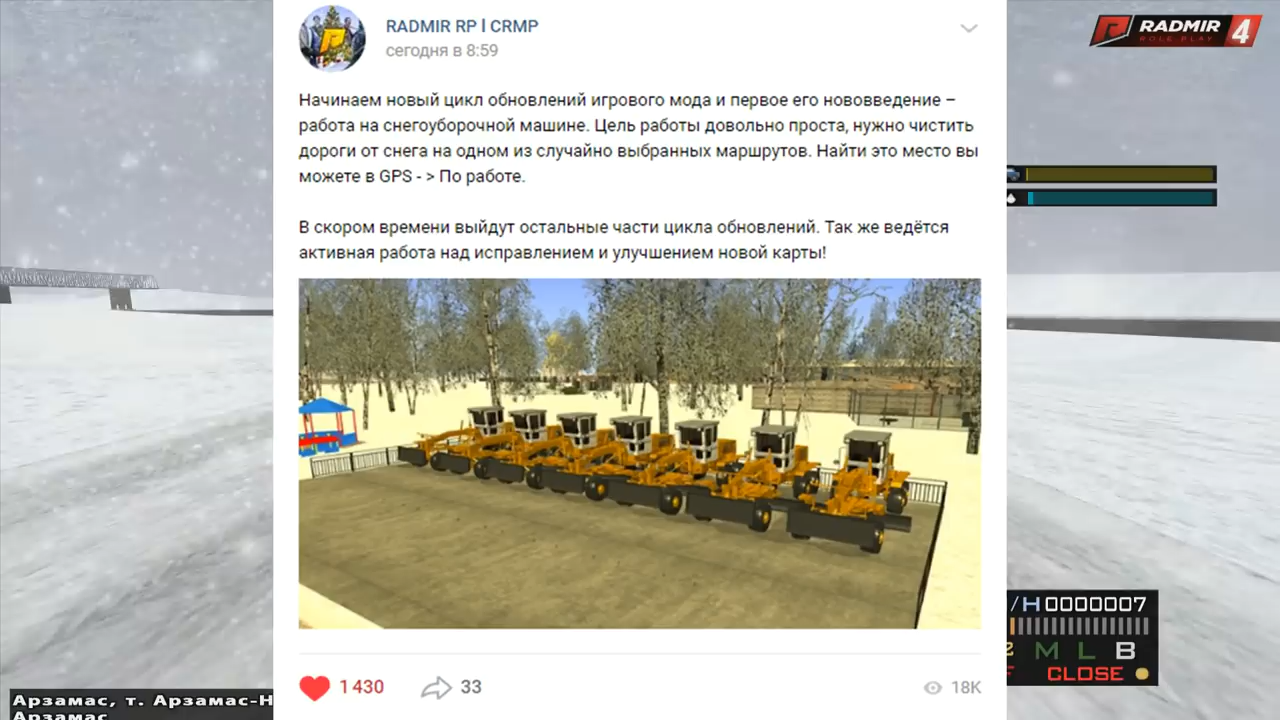 RADMIR RP | CRMP
сегодня в 8:59
RADMIR 4
ROLE PLAY
Начинаем новый цикл обновлений игрового мода и первое его нововведение –
работа на снегоуборочной машине. Цель работы довольно проста, нужно чистить
дороги от снега на одном из случайно выбранных маршрутов. Найти это место вы
можете в GPS - > По работе.
В скором времени выйдут остальные части цикла обновлений. Так же ведётся
активная работа над исправлением и улучшением новой карты!
/H 0000007
M L B
CLOSE
1 430
33
18K
Арзамас, т. Арзамас-Н
Арзамас